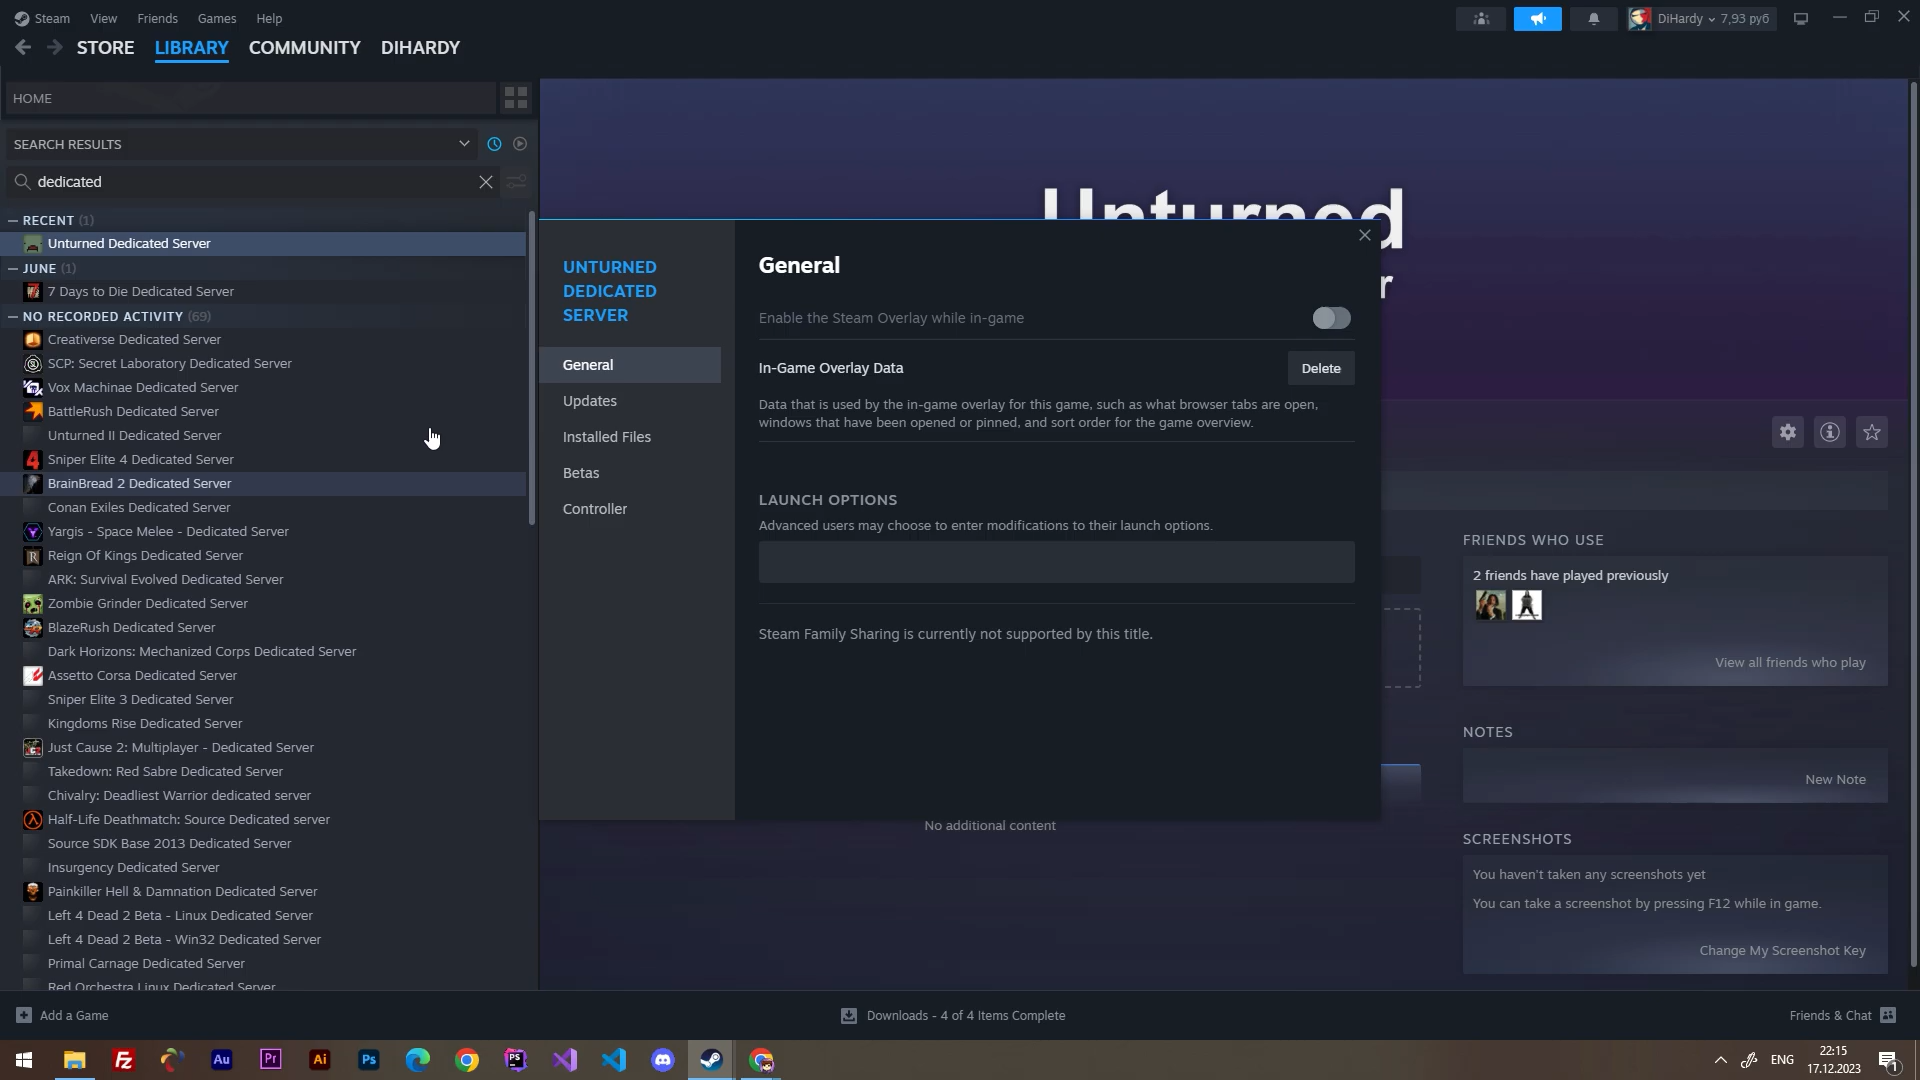 Steam View Friends Games Help
DiHardy 7,93 pуб
STORE LIBRARY COMMUNITY DIHARDY
HOME
SEARCH RESULTS
dedicated
— RECENT (1)
Unturned Dedicated Server
— JUNE (1)
7 Days to Die Dedicated Server
— NO RECORDED ACTIVITY (69)
Creativerse Dedicated Server
SCP: Secret Laboratory Dedicated Server
Vox Machinae Dedicated Server
BattleRush Dedicated Server
Unturned II Dedicated Server
Sniper Elite 4 Dedicated Server
BrainBread 2 Dedicated Server
Conan Exiles Dedicated Server
Yargis - Space Melee - Dedicated Server
Reign Of Kings Dedicated Server
ARK: Survival Evolved Dedicated Server
Zombie Grinder Dedicated Server
BlazeRush Dedicated Server
Dark Horizons: Mechanized Corps Dedicated Server
Assetto Corsa Dedicated Server
Sniper Elite 3 Dedicated Server
Kingdoms Rise Dedicated Server
Just Cause 2: Multiplayer - Dedicated Server
Takedown: Red Sabre Dedicated Server
Chivalry: Deadliest Warrior dedicated server
Half-Life Deathmatch: Source Dedicated server
Source SDK Base 2013 Dedicated Server
Insurgency Dedicated Server
Painkiller Hell & Damnation Dedicated Server
Left 4 Dead 2 Beta - Linux Dedicated Server
Left 4 Dead 2 Beta - Win32 Dedicated Server
Primal Carnage Dedicated Server
Red Orchestra Linux Dedicated Server
Unturned
r
UNTURNED
DEDICATED
SERVER
General
Updates
Installed Files
Betas
Controller
General
Enable the Steam Overlay while in-game
In-Game Overlay Data
Delete
Data that is used by the in-game overlay for this game, such as what browser tabs are open,
windows that have been opened or pinned, and sort order for the game overview.
LAUNCH OPTIONS
Advanced users may choose to enter modifications to their launch options.
Steam Family Sharing is currently not supported by this title.
No additional content
FRIENDS WHO USE
2 friends have played previously
View all friends who play
NOTES
New Note
SCREENSHOTS
You haven't taken any screenshots yet
You can take a screenshot by pressing F12 while in game.
Change My Screenshot Key
Add a Game
Downloads - 4 of 4 Items Complete
Friends & Chat
Fz Au Pr Ai Ps PS
ENG
22:15
17.12.2023
1